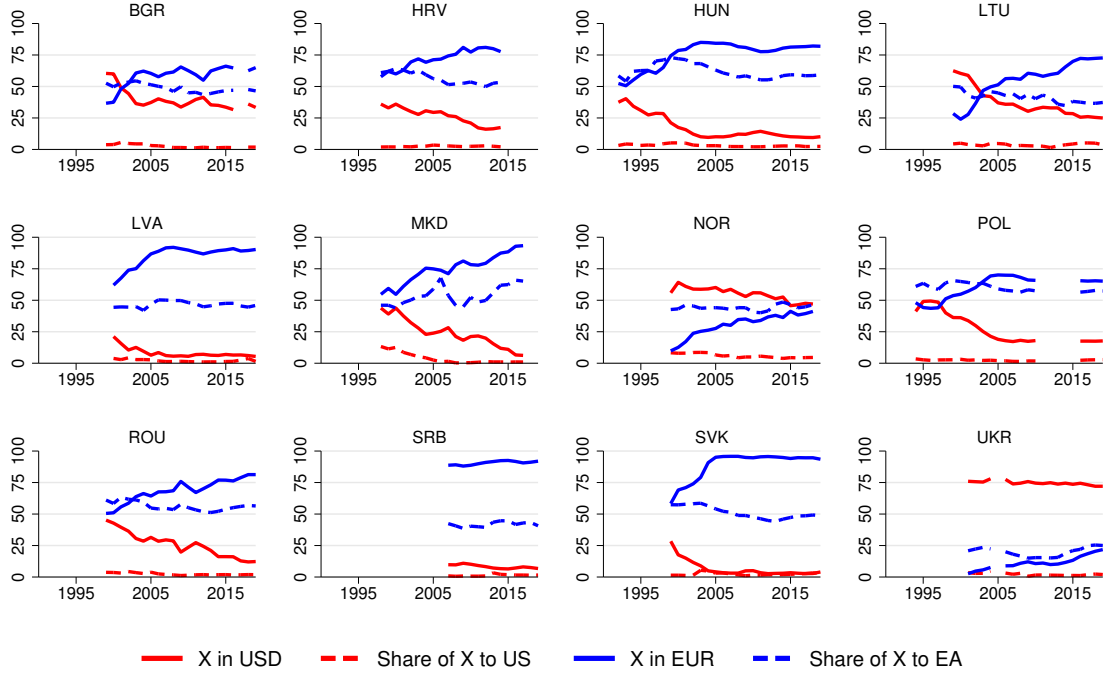 BGR HRV HUN LTU
100 100 100 100
75 75 75 75
50 50 50 50
25 25 25 25
0 0 0 0
1995 2005 2015 1995 2005 2015 1995 2005 2015 1995 2005 2015
LVA MKD NOR POL
100 100 100 100
75 75 75 75
50 50 50 50
25 25 25 25
0 0 0 0
1995 2005 2015 1995 2005 2015 1995 2005 2015 1995 2005 2015
ROU SRB SVK UKR
100 100 100 100
75 75 75 75
50 50 50 50
25 25 25 25
0 0 0 0
1995 2005 2015 1995 2005 2015 1995 2005 2015 1995 2005 2015
X in USD Share of X to US X in EUR Share of X to EA